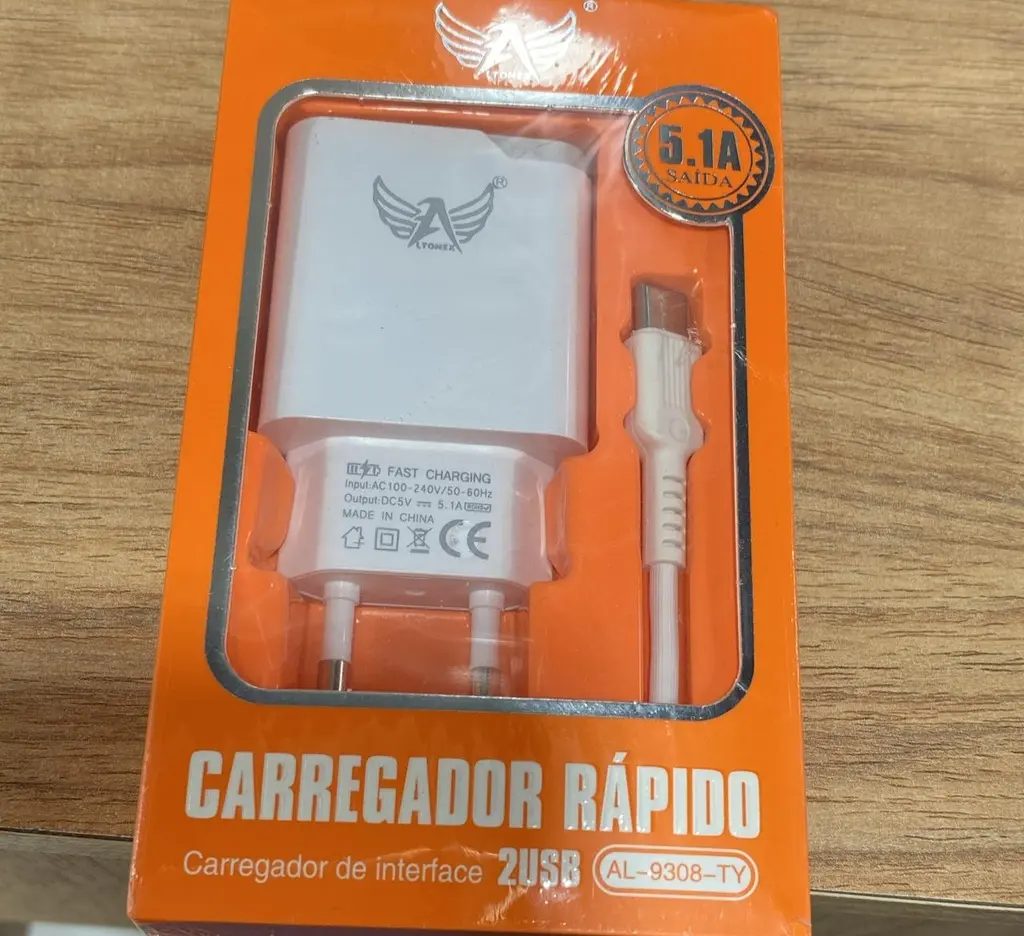 ALTOMEX
®
5.1A
SAÍDA
®
ALTOMEX
FAST CHARGING
Input:AC100-240V/50-60Hz
Output:DC5V ⎓ 5.1A RoHS
MADE IN CHINA
CE
CARREGADOR RÁPIDO
Carregador de interface 2USB AL-9308-TY